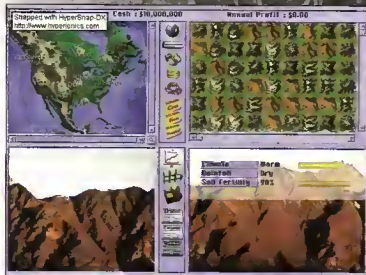 Snapped with HyperSnap-DX
http://www.hyperionics.com
Cash : $10,000,000
Annual Profit : $0.00
Climate Warm
Rainfall Dry
Soil Fertility 90%